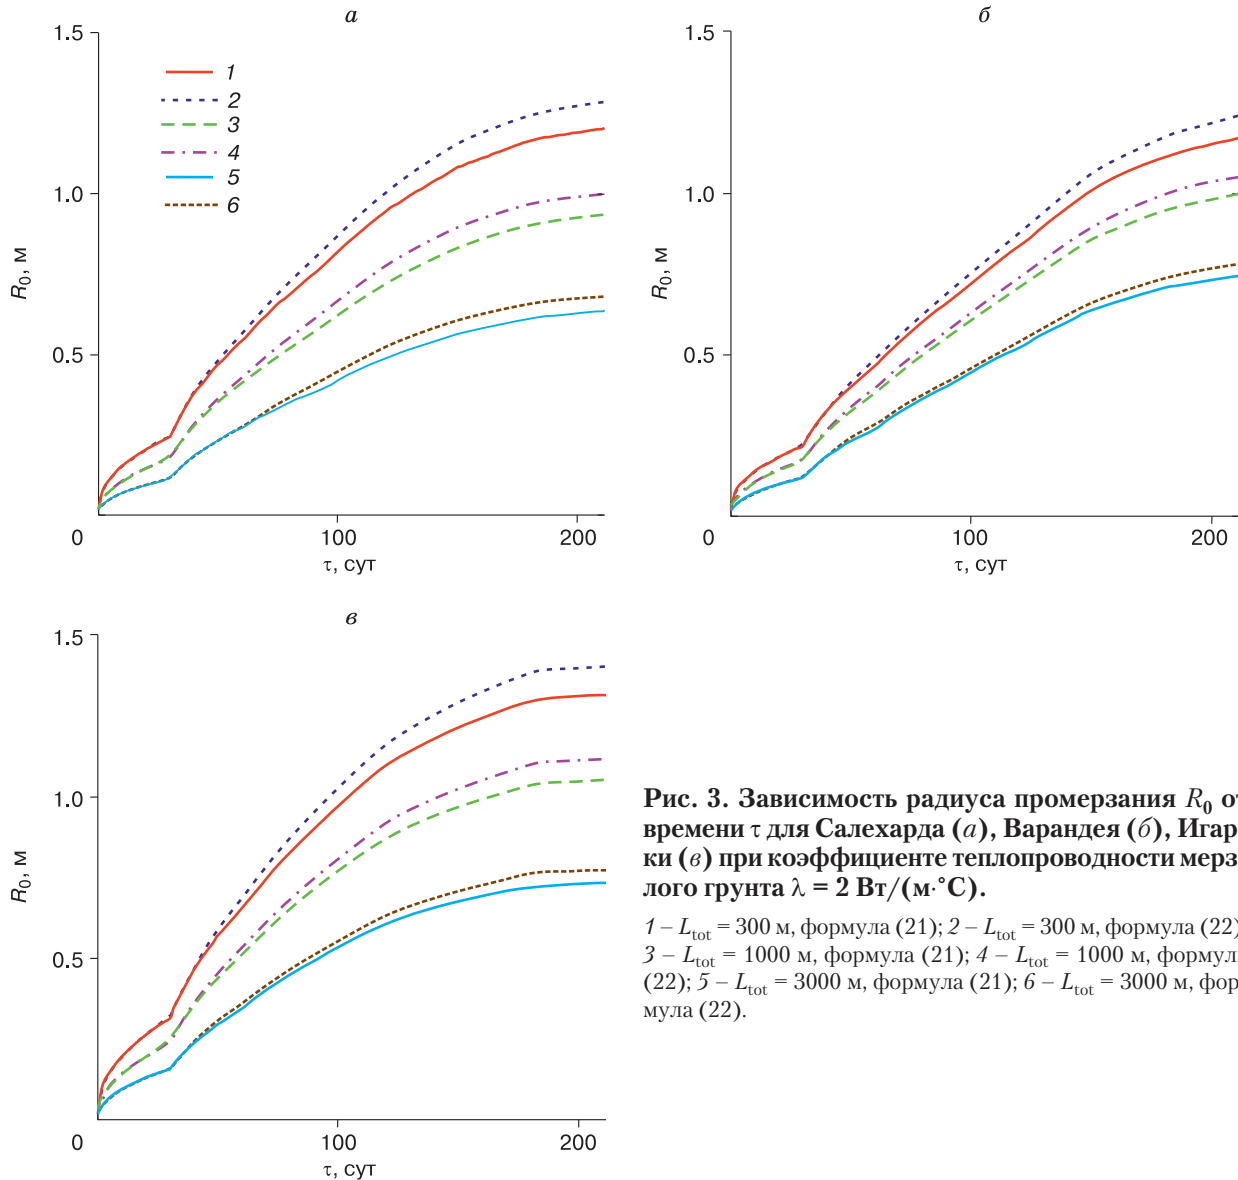 а
1.5
1.0
0.5
0
100
200
R0, м
τ, сут
1
2
3
4
5
6
б
1.5
1.0
0.5
0
100
200
R0, м
τ, сут
в
1.5
1.0
0.5
0
100
200
R0, м
τ, сут
Рис. 3. Зависимость радиуса промерзания R0 от
времени τ для Салехарда (а), Варандея (б), Игар-
ки (в) при коэффициенте теплопроводности мерз-
лого грунта λ = 2 Вт/(м·°С).
1 – Ltot = 300 м, формула (21); 2 – Ltot = 300 м, формула (22)
3 – Ltot = 1000 м, формула (21); 4 – Ltot = 1000 м, формул
(22); 5 – Ltot = 3000 м, формула (21); 6 – Ltot = 3000 м, фор
мула (22).